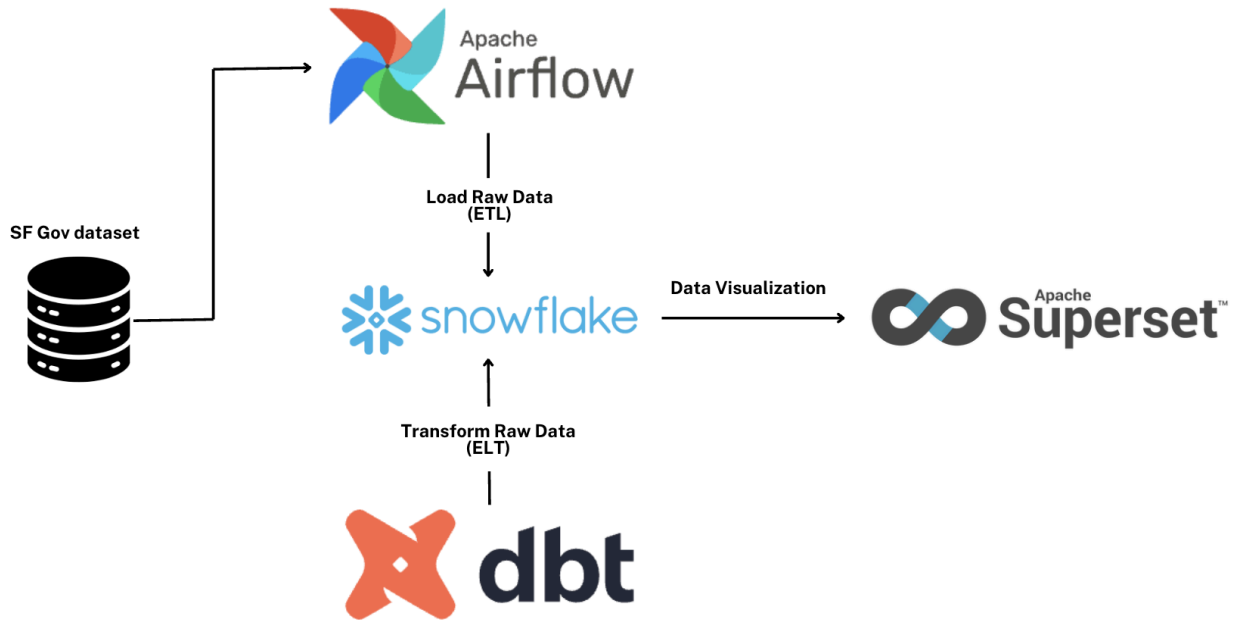 Apache
Airflow
Load Raw Data
(ETL)
SF Gov dataset
snowflake
Data Visualization
Apache
Superset™
Transform Raw Data
(ELT)
dbt